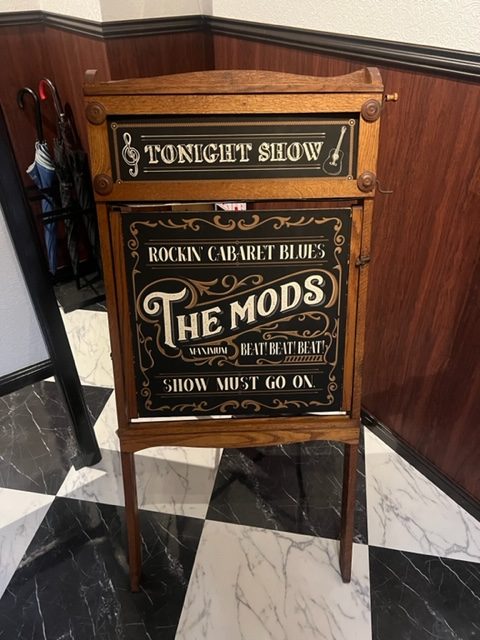 TONIGHT SHOW
ROCKIN' CABARET BLUES
THE MODS
MAXIMUM BEAT! BEAT! BEAT!
SHOW MUST GO ON.